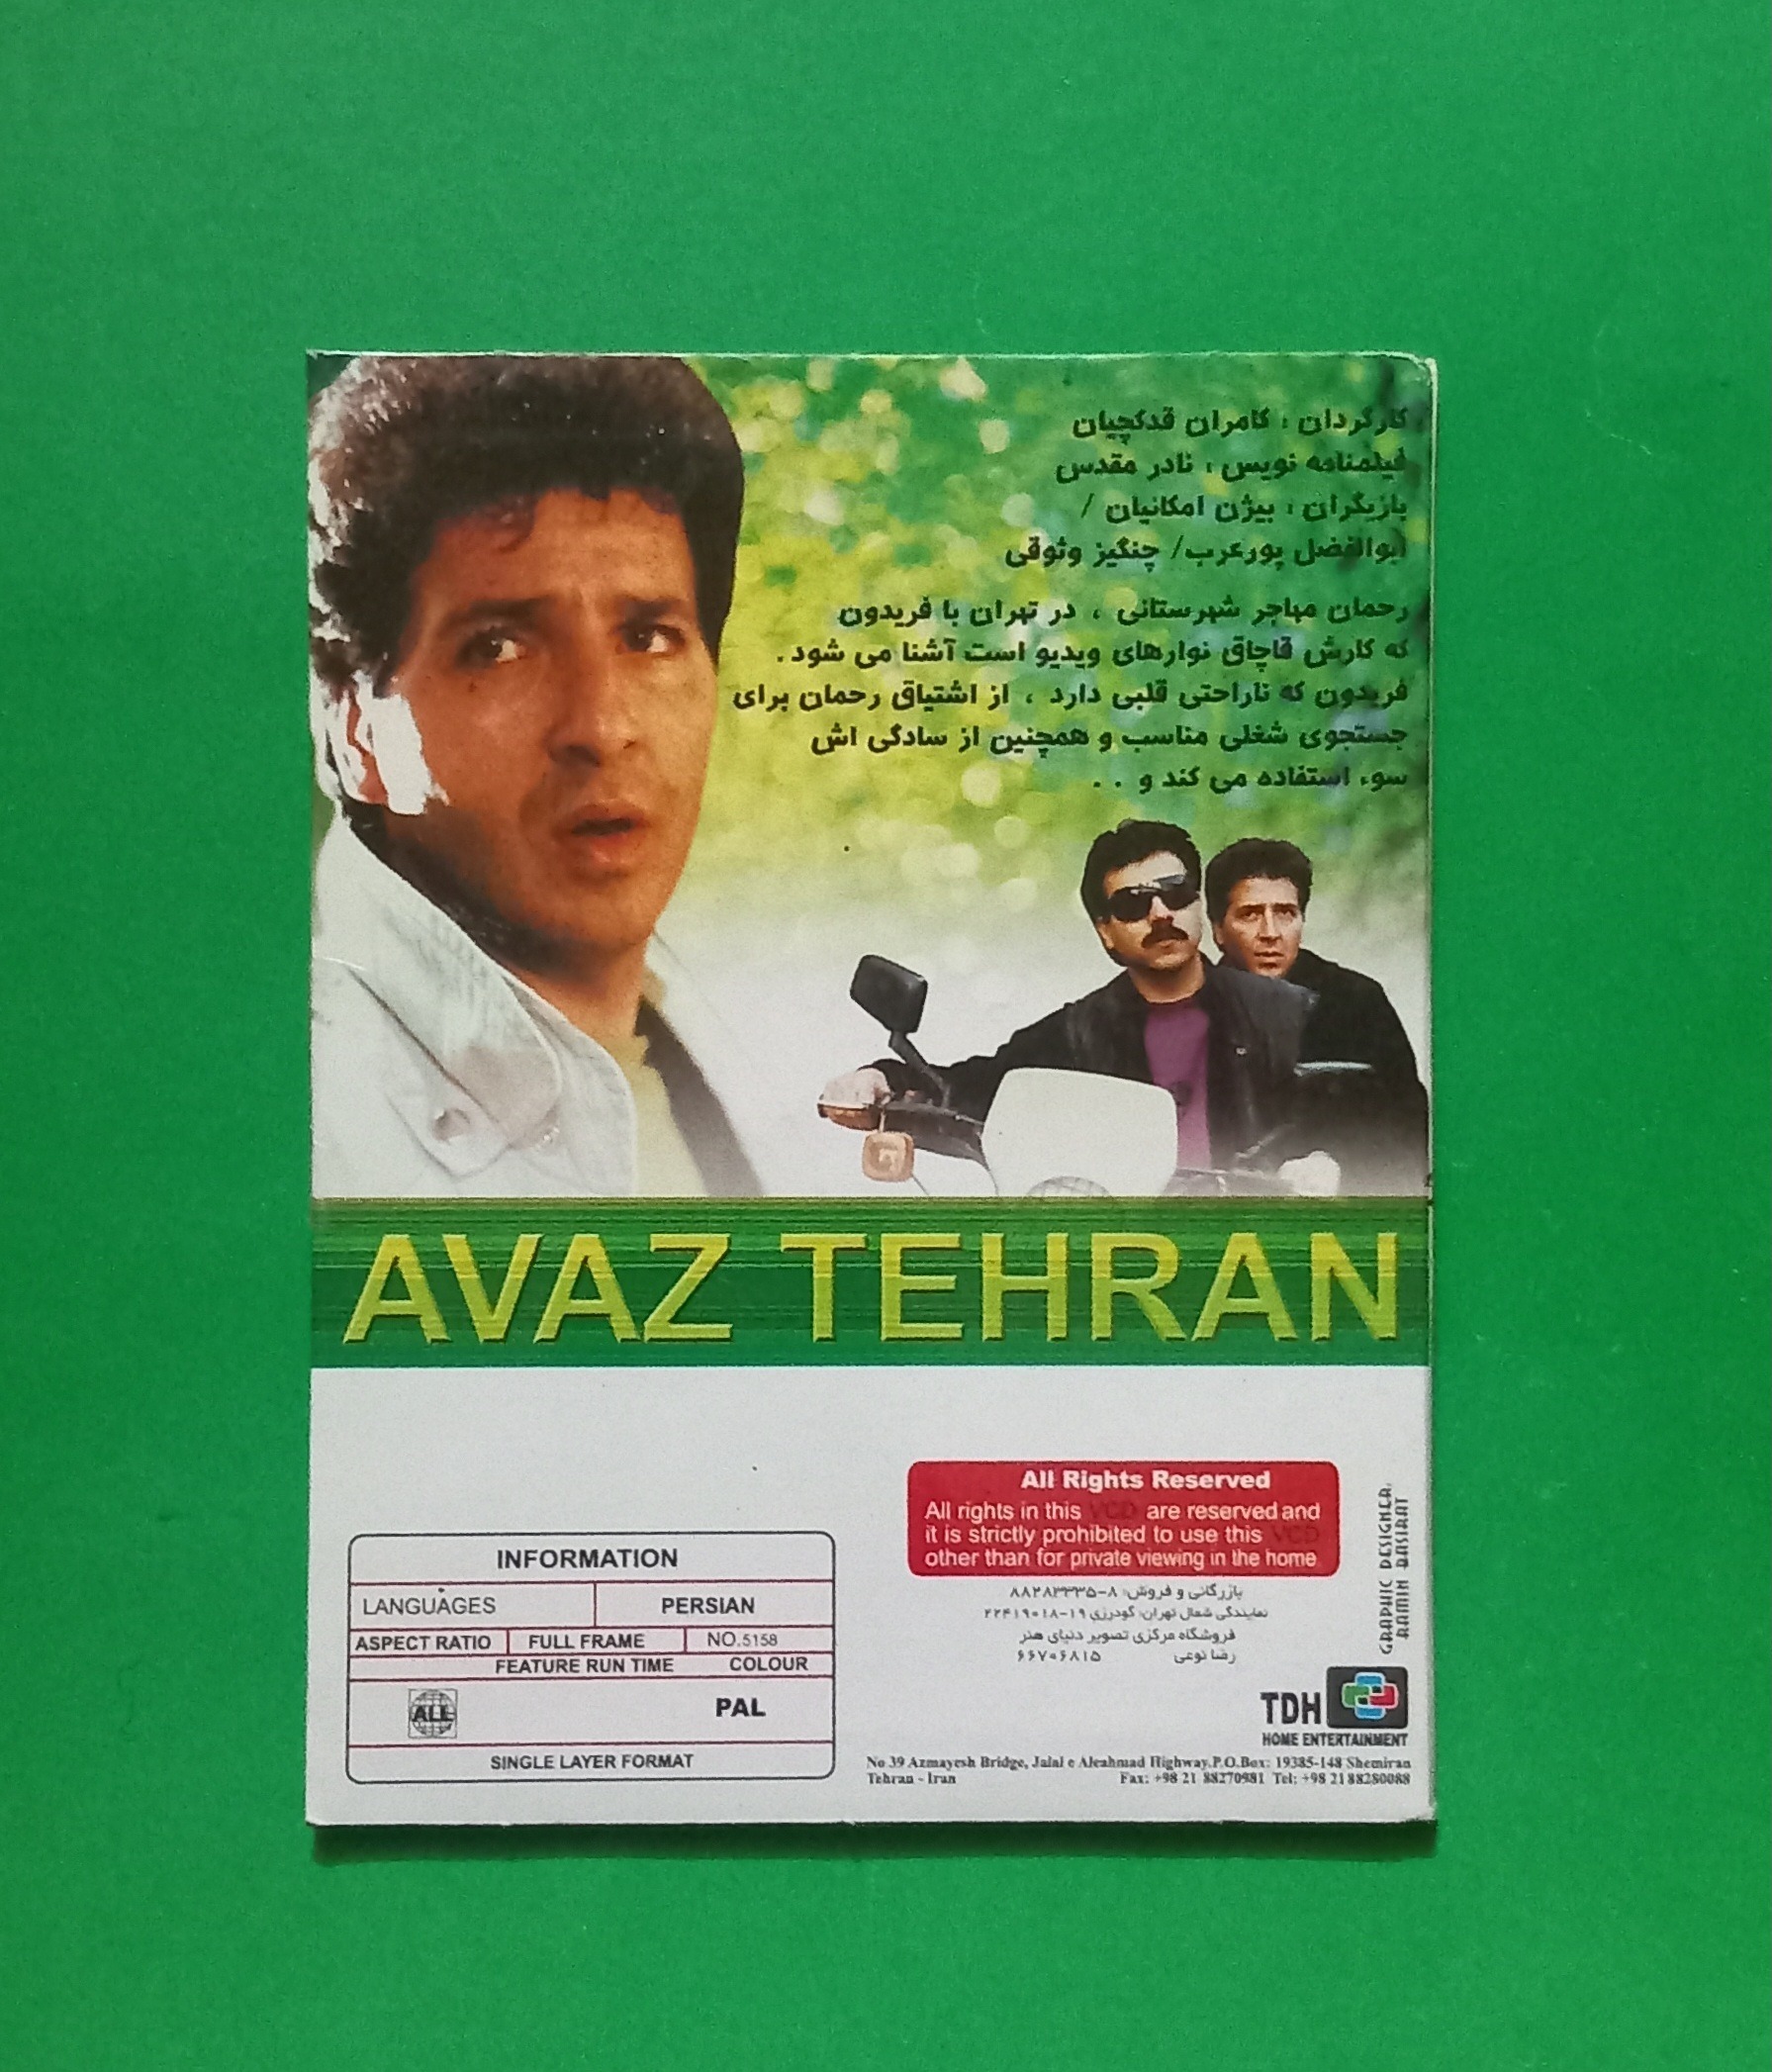 کارگردان : کامران قدکچیان
فیلمنامه نویس : نادر مقدس
بازیگران : بیژن امکانیان /
ابوالفضل پورعرب / چنگیز وثوقی
رحمان مهاجر شهرستانی ، در تهران با فریدون
که کارش قاچاق نوارهای ویدیو است آشنا می شود .
فریدون که ناراحتی قلبی دارد ، از اشتیاق رحمان برای
جستجوی شغلی مناسب و همچنین از سادگی اش
سوء استفاده می کند و . .
AVAZ TEHRAN
All Rights Reserved
All rights in this VCD are reserved and
it is strictly prohibited to use this VCD
other than for private viewing in the home
بازرگانی و فروش: ۸-۸۸۲۸۳۳۳۵
نمایندگی شمال تهران: گودرزی ۱۹-۲۲۴۱۹۰۱۸
فروشگاه مرکزی تصویر دنیای هنر
رضا نوعی ۶۶۷۰۶۸۱۵
GRAPHIC DESIGNER:
RAMIN BASIRAT
INFORMATION
LANGUAGES PERSIAN
ASPECT RATIO FULL FRAME NO.5158
FEATURE RUN TIME COLOUR
ALL PAL
SINGLE LAYER FORMAT
TDH
HOME ENTERTAINMENT
No 39 Azmayesh Bridge, Jalal e Aleahmad Highway.P.O.Box: 19385-148 Shemiran
Tehran - Iran Fax: +98 21 88270981 Tel: +98 21 88280088